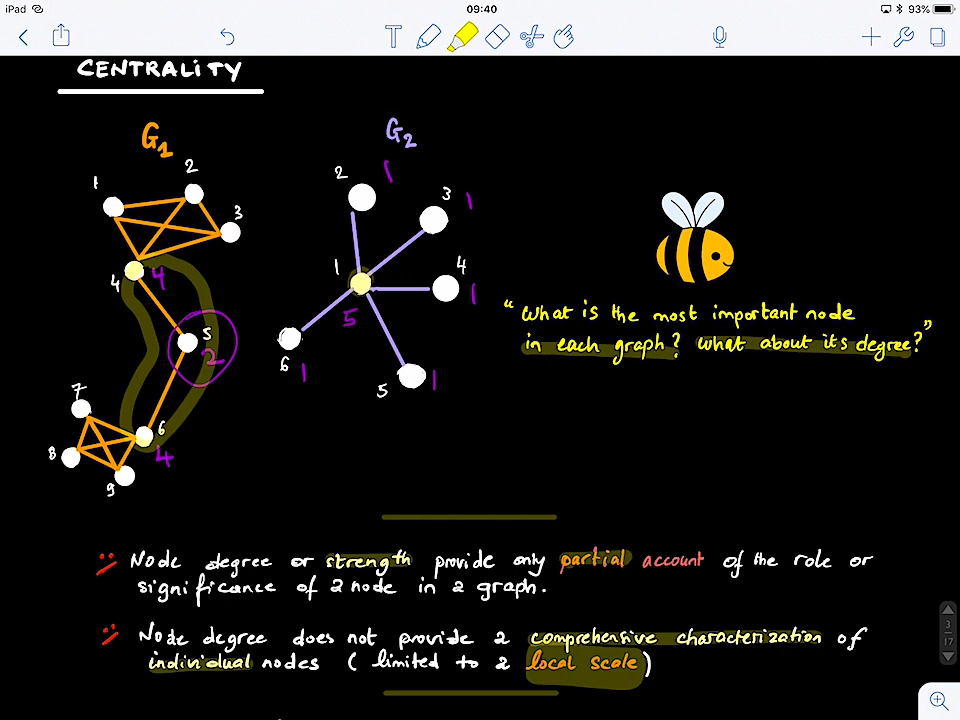 iPad
09:40
93%
CENTRALITY
G1
G2
1
2
3
4
4
5
2
6
4
7
8
9
2
1
3
1
1
4
1
5
5
1
6
1
"What is the most important node
in each graph? what about its degree?"
Node degree or strength provide only partial account of the role or
significance of a node in a graph.
Node degree does not provide a comprehensive characterization of
individual nodes (limited to a local scale)
3
17